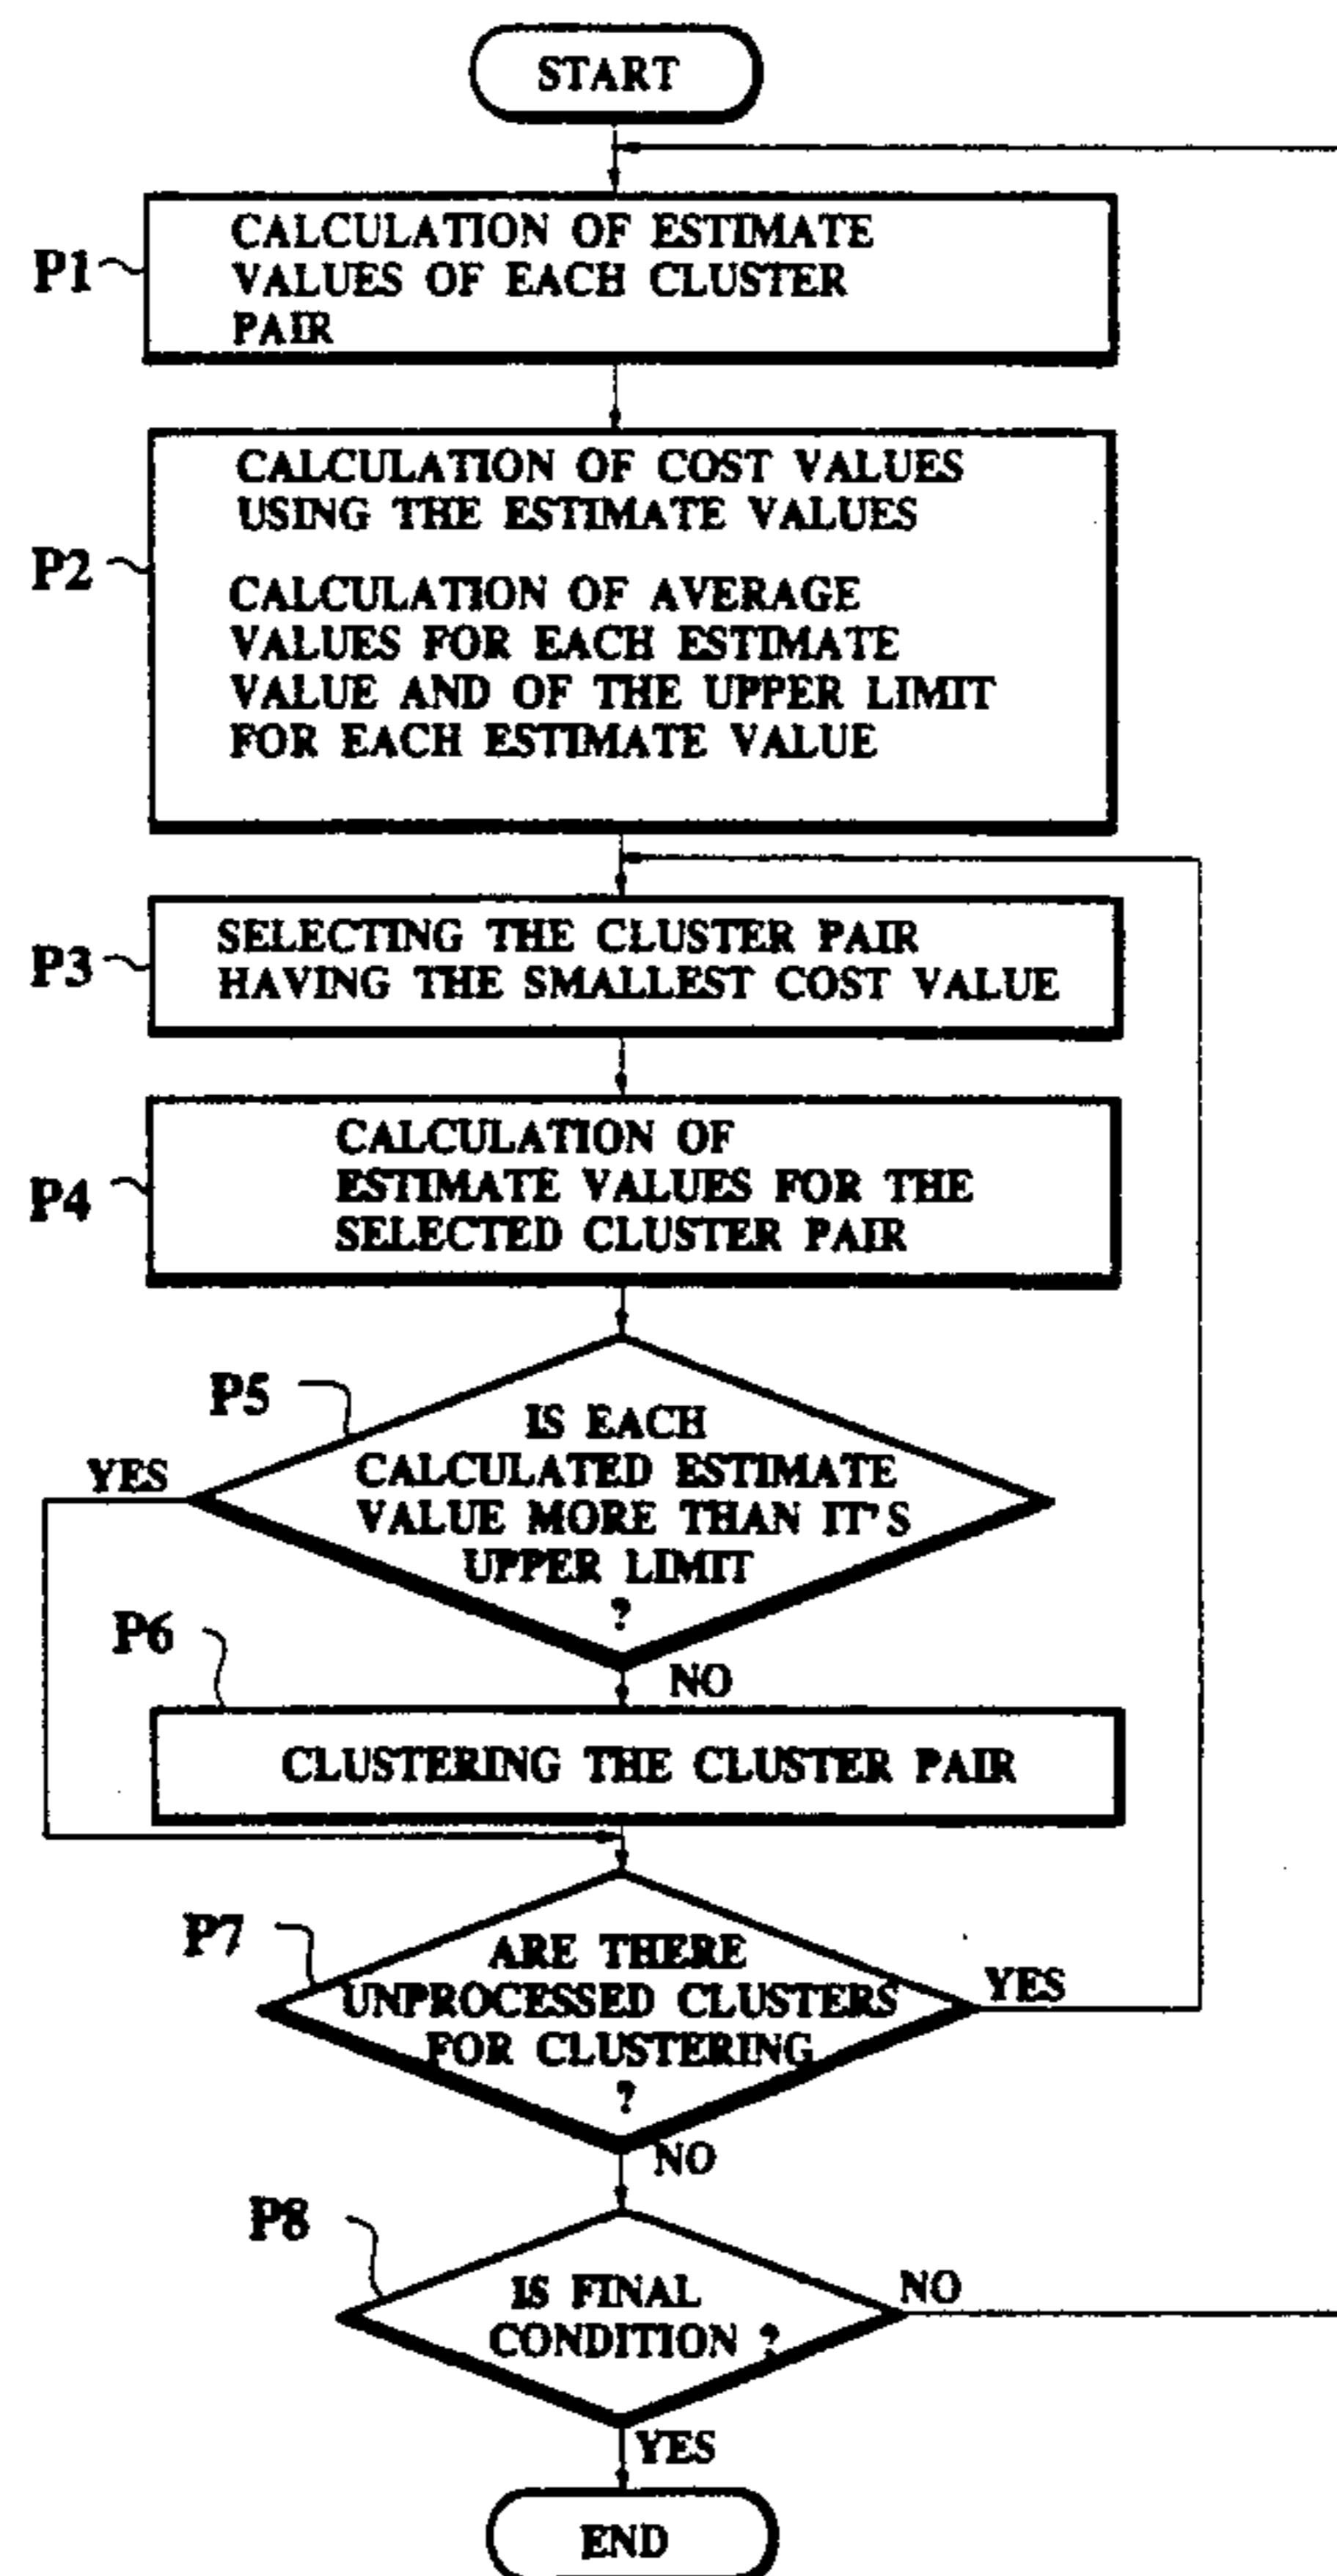 START
P1
CALCULATION OF ESTIMATE
VALUES OF EACH CLUSTER
PAIR
P2
CALCULATION OF COST VALUES
USING THE ESTIMATE VALUES
CALCULATION OF AVERAGE
VALUES FOR EACH ESTIMATE
VALUE AND OF THE UPPER LIMIT
FOR EACH ESTIMATE VALUE
P3
SELECTING THE CLUSTER PAIR
HAVING THE SMALLEST COST VALUE
P4
CALCULATION OF
ESTIMATE VALUES FOR THE
SELECTED CLUSTER PAIR
P5
YES
IS EACH
CALCULATED ESTIMATE
VALUE MORE THAN IT'S
UPPER LIMIT
?
NO
P6
CLUSTERING THE CLUSTER PAIR
P7
ARE THERE
UNPROCESSED CLUSTERS
FOR CLUSTERING
?
YES
NO
P8
IS FINAL
CONDITION ?
NO
YES
END